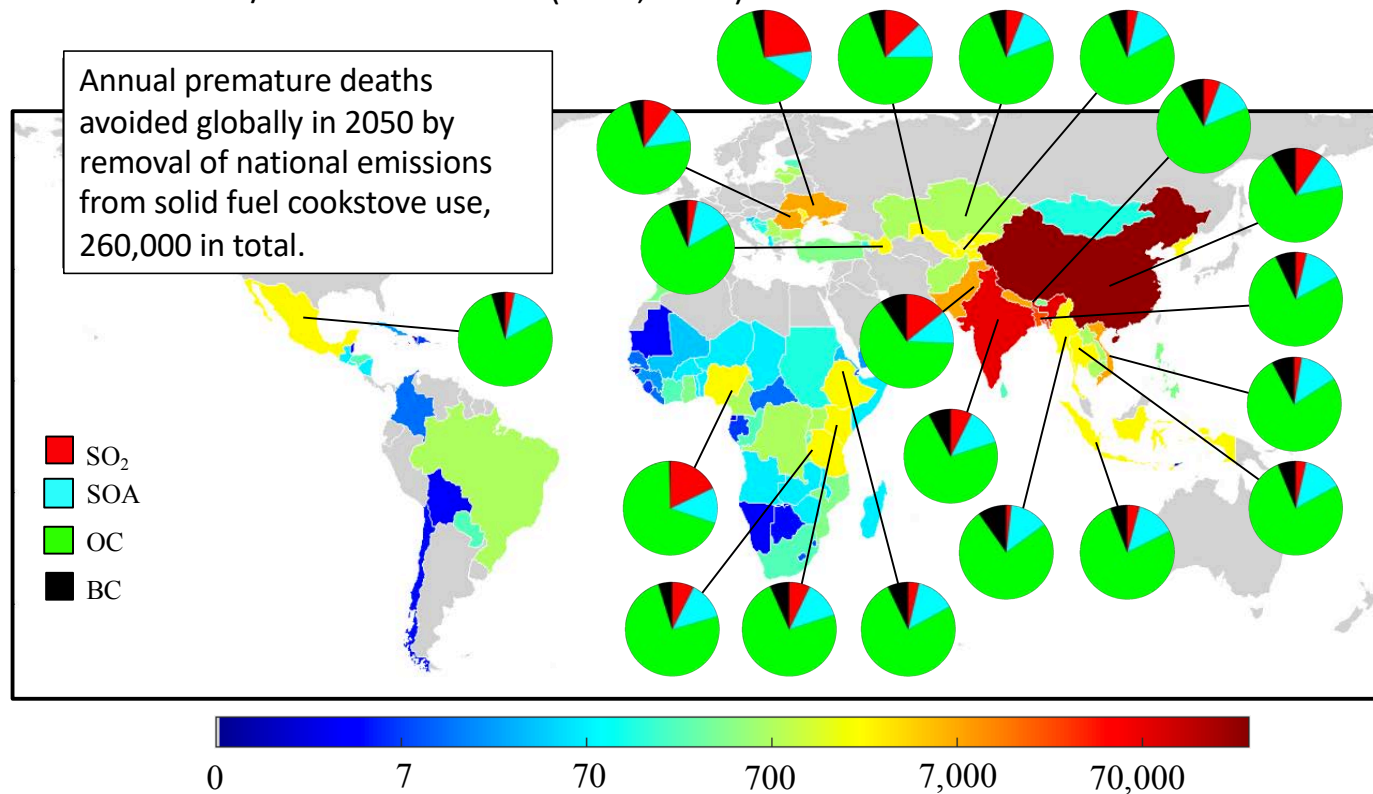 Annual premature deaths
avoided globally in 2050 by
removal of national emissions
from solid fuel cookstove use,
260,000 in total.
SO₂
SOA
OC
BC
0 7 70 700 7,000 70,000